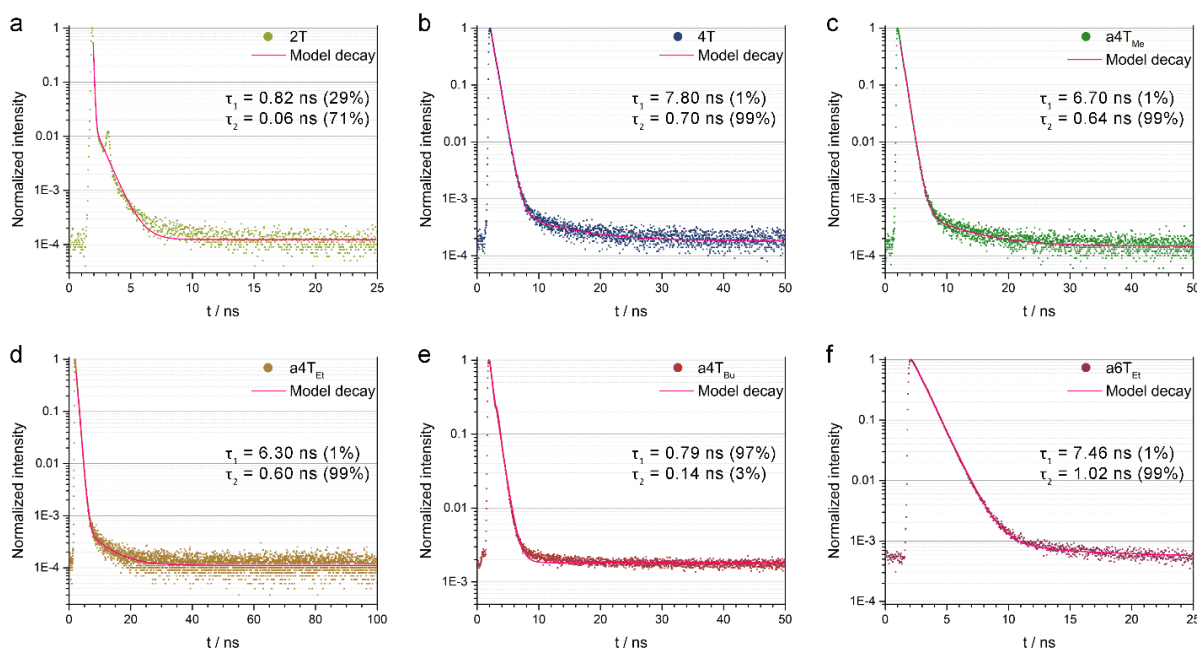 a
2T
Model decay
τ1 = 0.82 ns (29%)
τ2 = 0.06 ns (71%)
Normalized intensity
1
0.1
0.01
1E-3
1E-4
0 5 10 15 20 25
t / ns
b
4T
Model decay
τ1 = 7.80 ns (1%)
τ2 = 0.70 ns (99%)
Normalized intensity
1
0.1
0.01
1E-3
1E-4
0 10 20 30 40 50
t / ns
c
a4TMe
Model decay
τ1 = 6.70 ns (1%)
τ2 = 0.64 ns (99%)
Normalized intensity
1
0.1
0.01
1E-3
1E-4
0 10 20 30 40 50
t / ns
d
a4TEt
Model decay
τ1 = 6.30 ns (1%)
τ2 = 0.60 ns (99%)
Normalized intensity
1
0.1
0.01
1E-3
1E-4
0 20 40 60 80 100
t / ns
e
a4TBu
Model decay
τ1 = 0.79 ns (97%)
τ2 = 0.14 ns (3%)
Normalized intensity
1
0.1
0.01
1E-3
0 10 20 30 40 50
t / ns
f
a6TEt
Model decay
τ1 = 7.46 ns (1%)
τ2 = 1.02 ns (99%)
Normalized intensity
1
0.1
0.01
1E-3
1E-4
0 5 10 15 20 25
t / ns